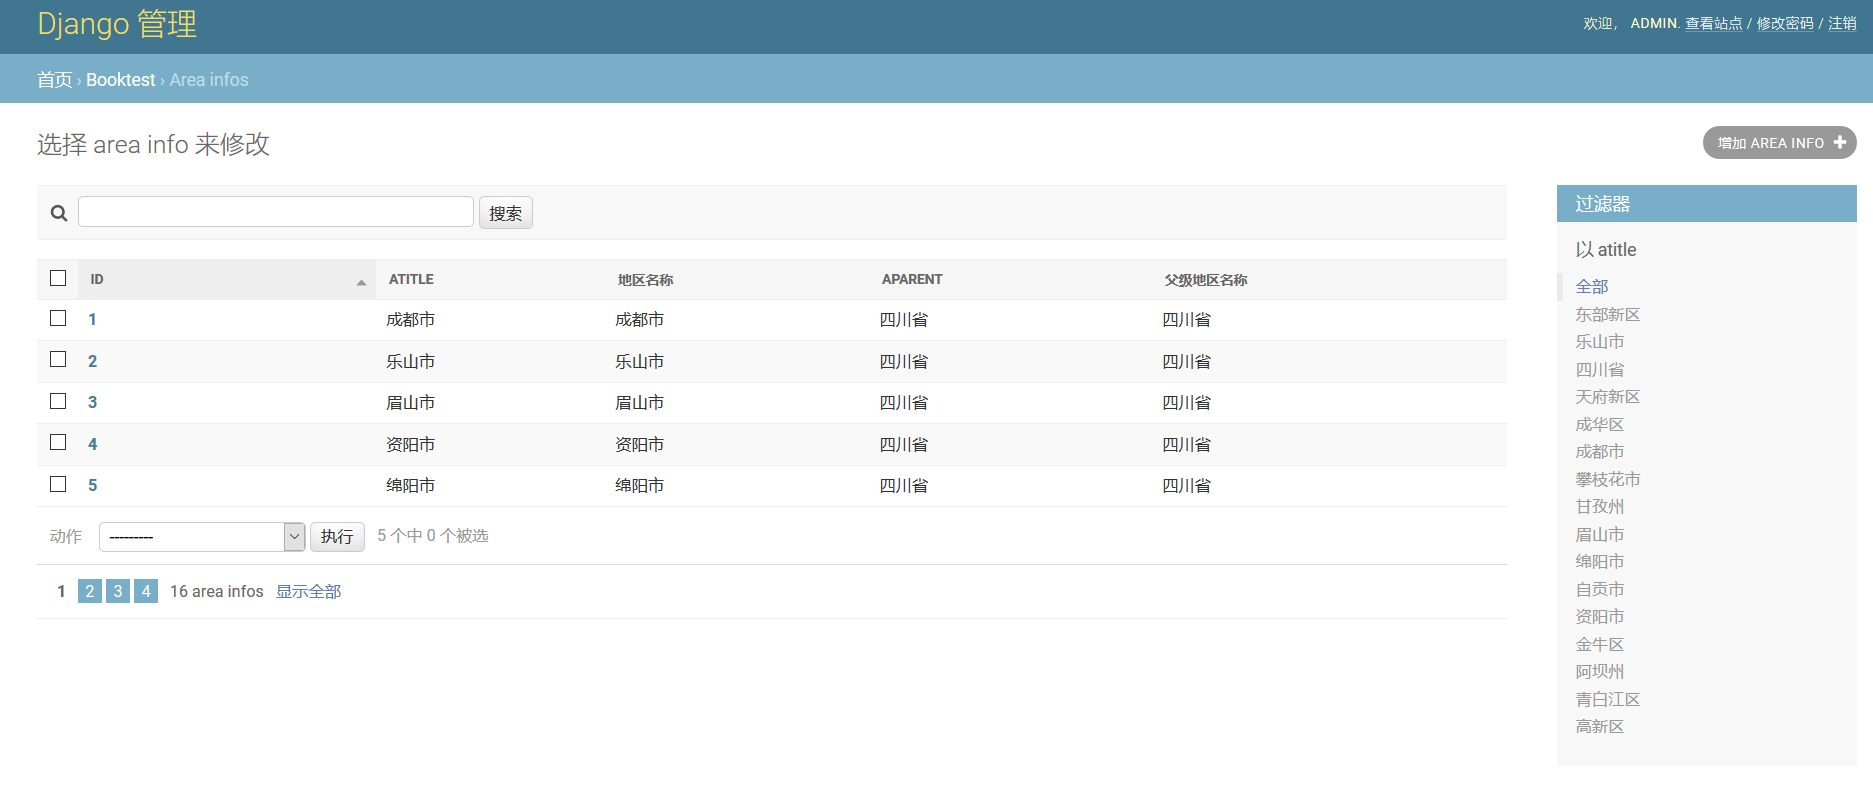 Django 管理
欢迎， ADMIN. 查看站点 / 修改密码 / 注销
首页 › Booktest › Area infos
选择 area info 来修改
增加 AREA INFO
搜索
ID ATITLE 地区名称 APARENT 父级地区名称
1 成都市 成都市 四川省 四川省
2 乐山市 乐山市 四川省 四川省
3 眉山市 眉山市 四川省 四川省
4 资阳市 资阳市 四川省 四川省
5 绵阳市 绵阳市 四川省 四川省
动作 --------- 执行 5 个中 0 个被选
1 2 3 4 16 area infos 显示全部
过滤器
以 atitle
全部
东部新区
乐山市
四川省
天府新区
成华区
成都市
攀枝花市
甘孜州
眉山市
绵阳市
自贡市
资阳市
金牛区
阿坝州
青白江区
高新区